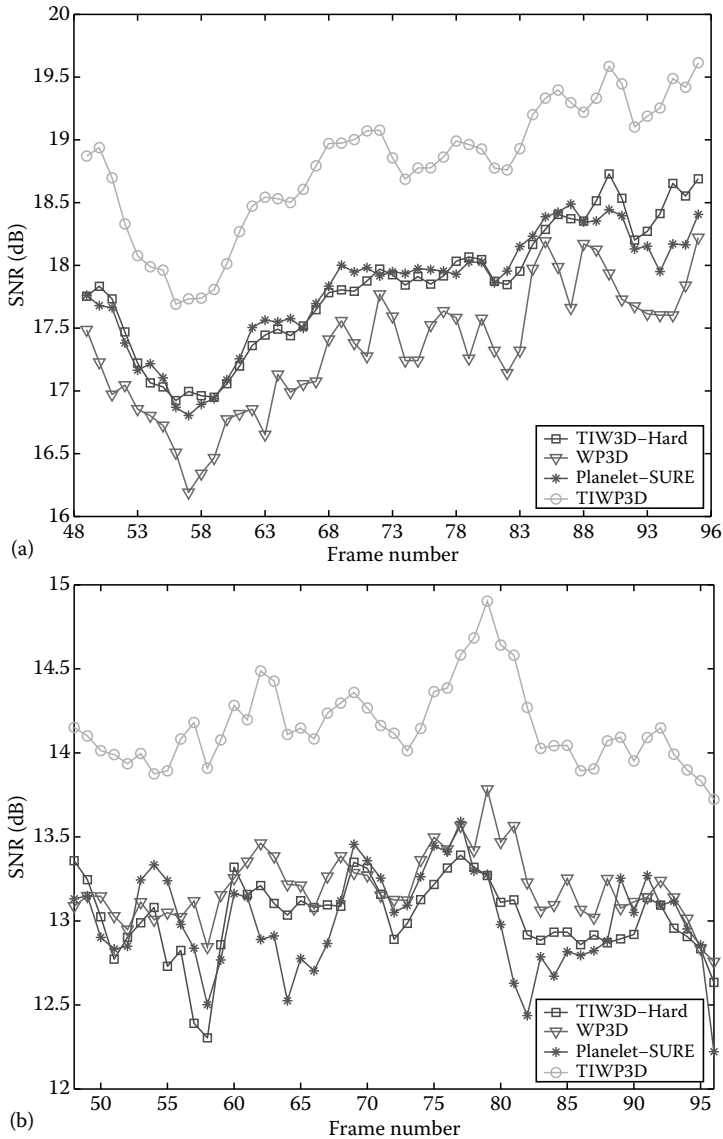 20
19.5
19
18.5
18
17.5
17
16.5
16
SNR (dB)
48 53 58 63 68 73 78 83 88 93 96
Frame number
TIW3D–Hard
WP3D
Planelet–SURE
TIWP3D
(a)
15
14.5
14
13.5
13
12.5
12
SNR (dB)
50 55 60 65 70 75 80 85 90 95
Frame number
TIW3D–Hard
WP3D
Planelet–SURE
TIWP3D
(b)